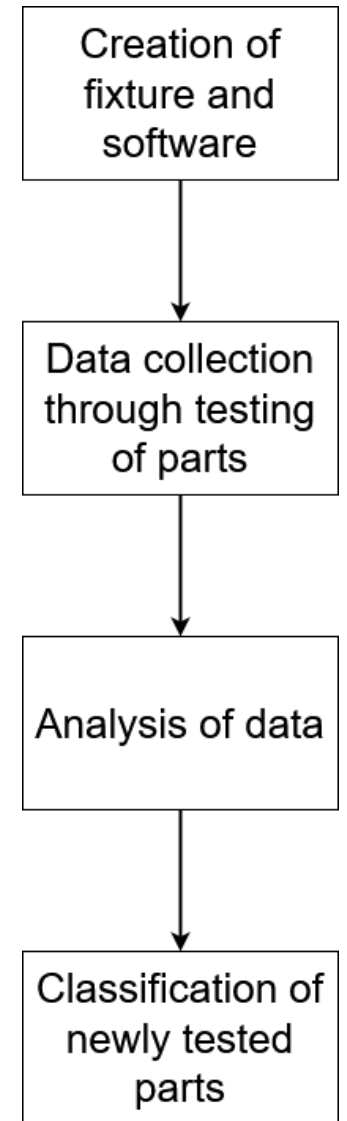 Creation of
fixture and
software
Data collection
through testing
of parts
Analysis of data
Classification of
newly tested
parts